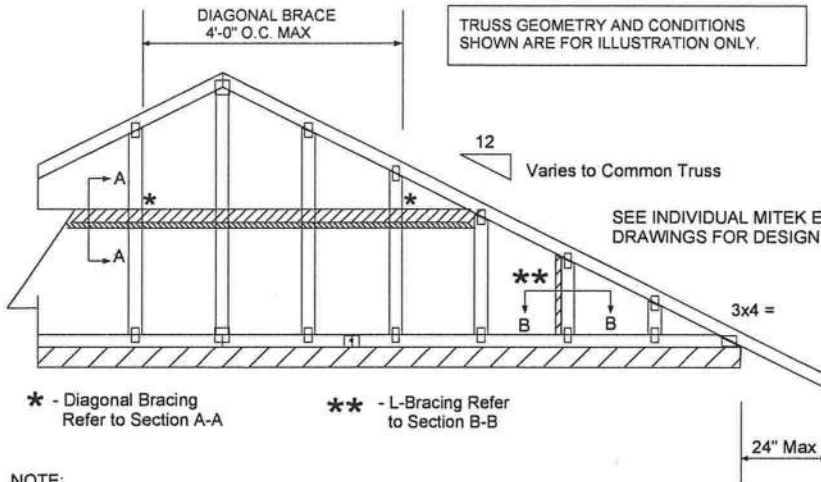 DIAGONAL BRACE
4'-0" O.C. MAX
TRUSS GEOMETRY AND CONDITIONS
SHOWN ARE FOR ILLUSTRATION ONLY.
12
Varies to Common Truss
A
*
*
SEE INDIVIDUAL MITEK E
DRAWINGS FOR DESIGN
A
**
B
B
3x4 =
* - Diagonal Bracing
Refer to Section A-A
** - L-Bracing Refer
to Section B-B
24" Max
NOTE: